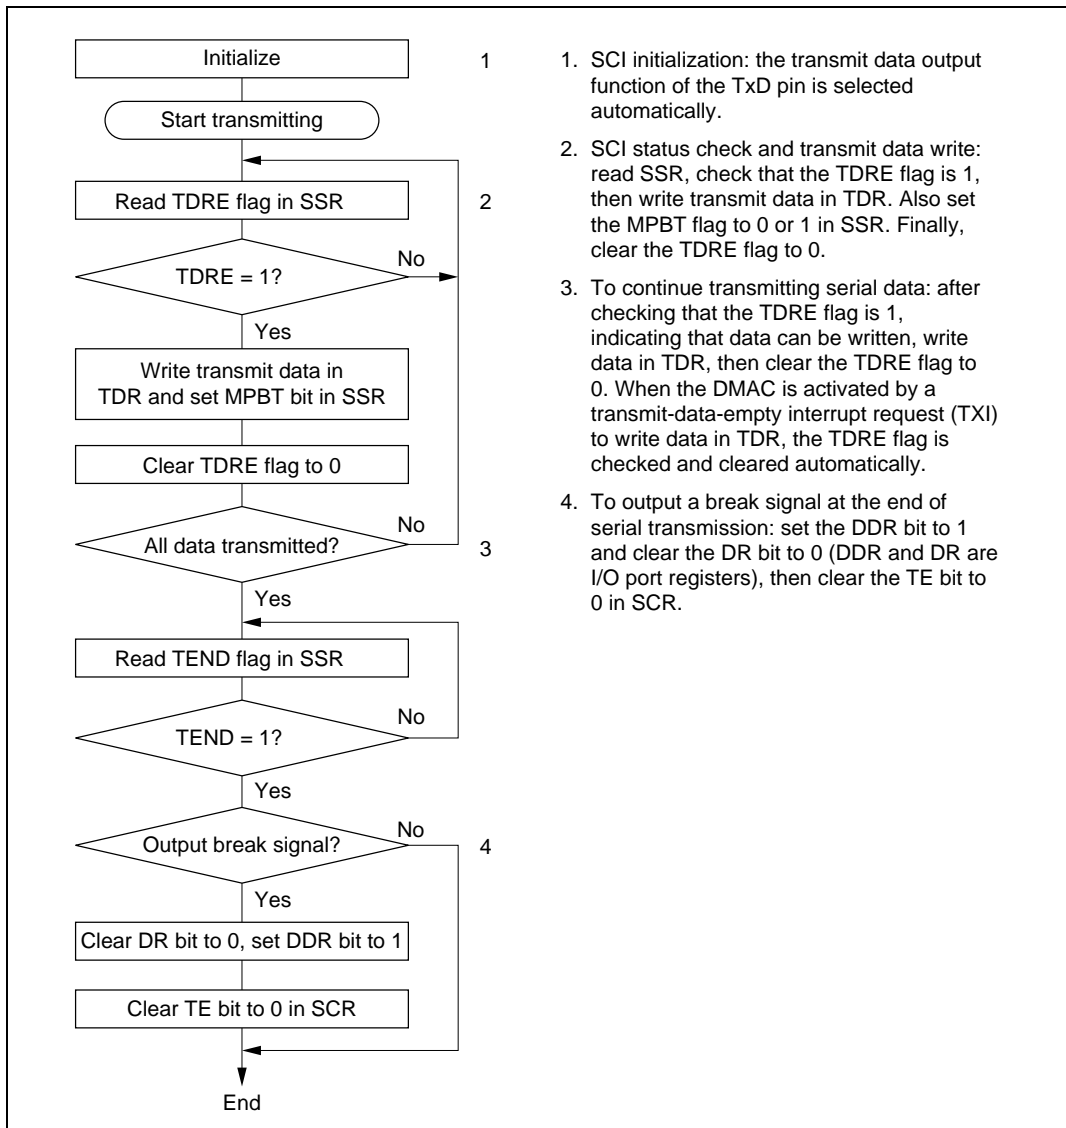 Initialize
1
Start transmitting
Read TDRE flag in SSR
2
TDRE = 1?
No
Yes
Write transmit data in
TDR and set MPBT bit in SSR
Clear TDRE flag to 0
All data transmitted?
No
3
Yes
Read TEND flag in SSR
TEND = 1?
No
Yes
Output break signal?
No
4
Yes
Clear DR bit to 0, set DDR bit to 1
Clear TE bit to 0 in SCR
End
1. SCI initialization: the transmit data output
function of the TxD pin is selected
automatically.
2. SCI status check and transmit data write:
read SSR, check that the TDRE flag is 1,
then write transmit data in TDR. Also set
the MPBT flag to 0 or 1 in SSR. Finally,
clear the TDRE flag to 0.
3. To continue transmitting serial data: after
checking that the TDRE flag is 1,
indicating that data can be written, write
data in TDR, then clear the TDRE flag to
0. When the DMAC is activated by a
transmit-data-empty interrupt request (TXI)
to write data in TDR, the TDRE flag is
checked and cleared automatically.
4. To output a break signal at the end of
serial transmission: set the DDR bit to 1
and clear the DR bit to 0 (DDR and DR are
I/O port registers), then clear the TE bit to
0 in SCR.